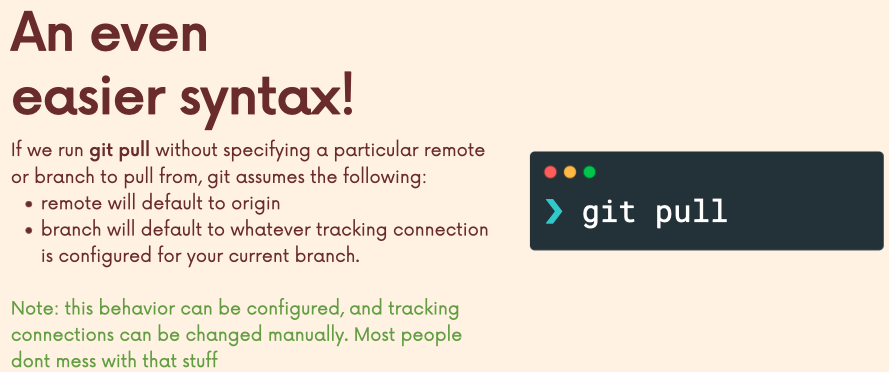 An even
easier syntax!
If we run git pull without specifying a particular remote
or branch to pull from, git assumes the following:
• remote will default to origin
• branch will default to whatever tracking connection
is configured for your current branch.
Note: this behavior can be configured, and tracking
connections can be changed manually. Most people
dont mess with that stuff
❯ git pull